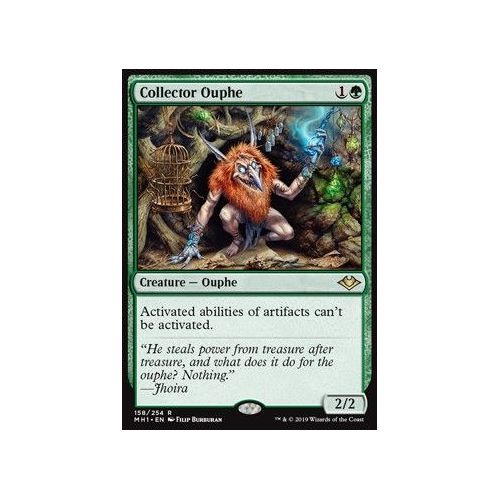 Collector Ouphe 1
Creature — Ouphe
Activated abilities of artifacts can't
be activated.
“He steals power from treasure after
treasure, and what does it do for the
ouphe? Nothing.”
—Jhoira
2/2
158/254 R
MH1 • EN Filip Burburan
™ & © 2019 Wizards of the Coast